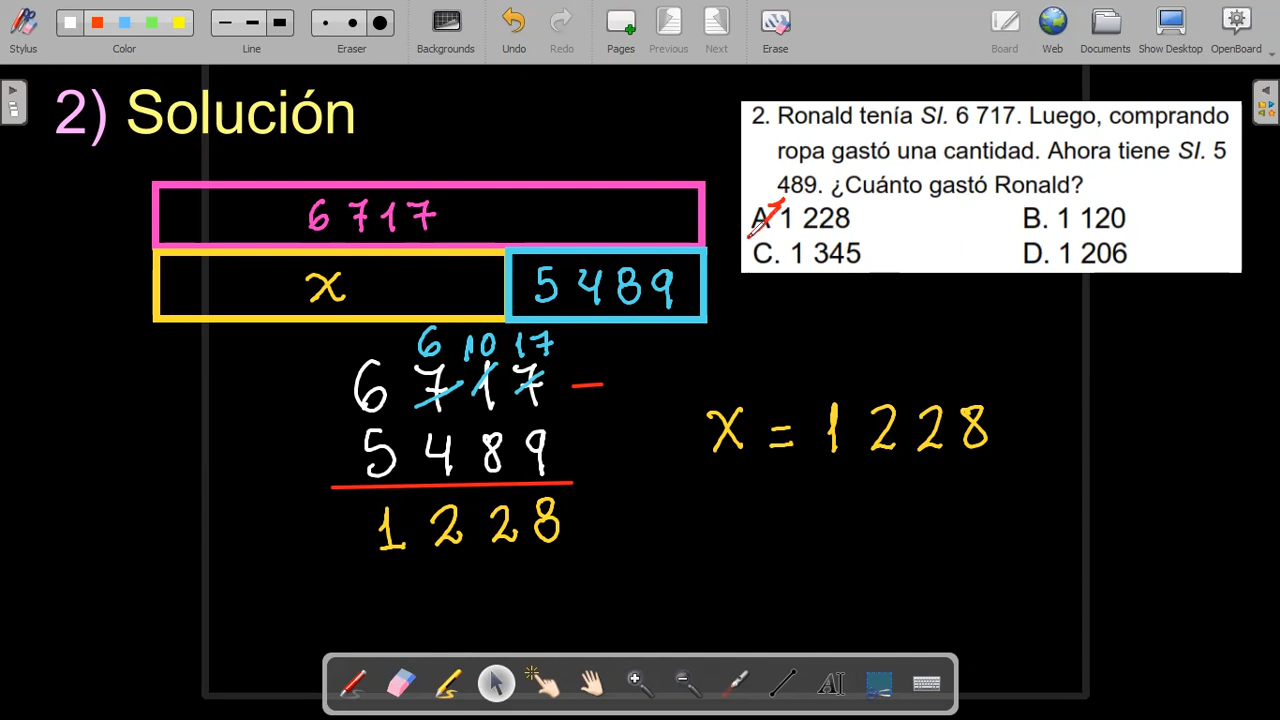 Stylus
Color
Line
Eraser
Backgrounds
Undo
Redo
Pages
Previous
Next
Erase
Board
Web
Documents
Show Desktop
OpenBoard
2) Solución
2. Ronald tenía S/. 6 717. Luego, comprando
ropa gastó una cantidad. Ahora tiene S/. 5
489. ¿Cuánto gastó Ronald?
A 1 228 B. 1 120
C. 1 345 D. 1 206
6 7 1 7
x 5 4 8 9
6 10 17
6 7 1 7 −
5 4 8 9
1 2 2 8
x = 1 2 2 8